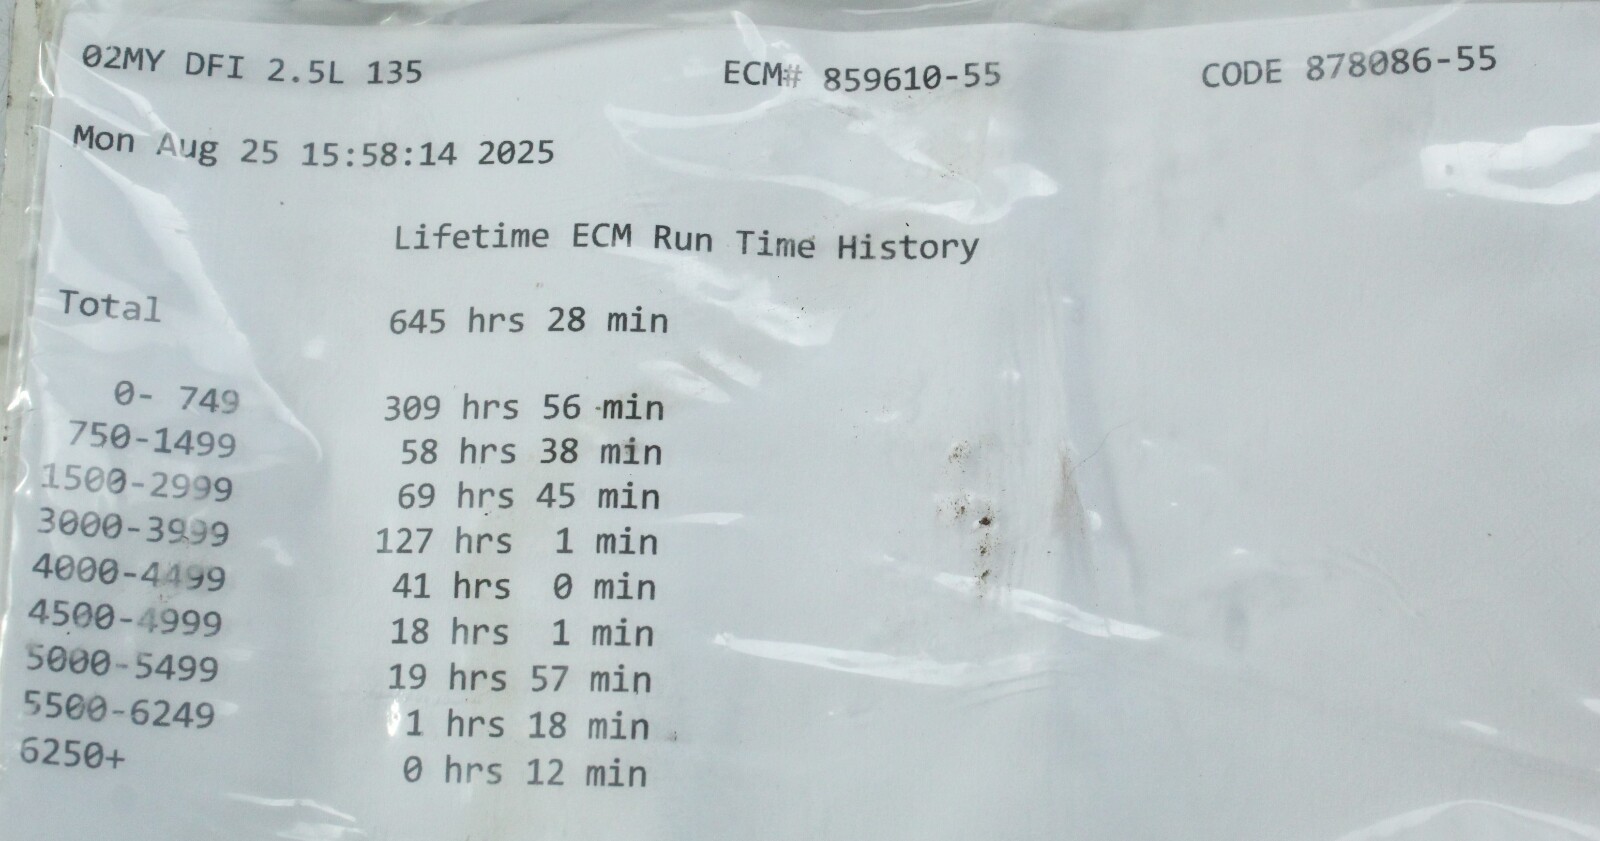 02MY DFI 2.5L 135 ECM# 859610-55 CODE 878086-55
Mon Aug 25 15:58:14 2025
Lifetime ECM Run Time History
Total 645 hrs 28 min
0- 749 309 hrs 56 min
750-1499 58 hrs 38 min
1500-2999 69 hrs 45 min
3000-3999 127 hrs 1 min
4000-4499 41 hrs 0 min
4500-4999 18 hrs 1 min
5000-5499 19 hrs 57 min
5500-6249 1 hrs 18 min
6250+ 0 hrs 12 min